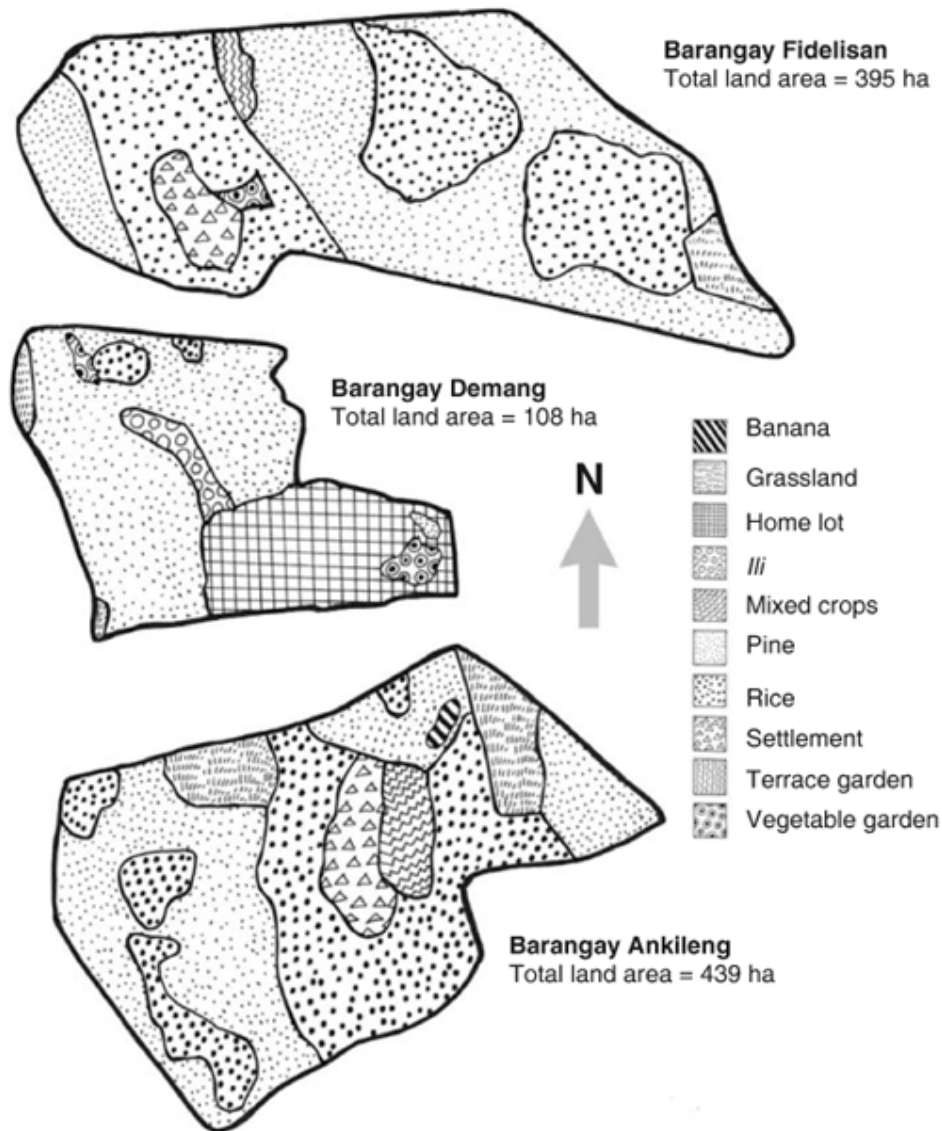 Barangay Fidelisan
Total land area = 395 ha
Barangay Demang
Total land area = 108 ha
N
Banana
Grassland
Home lot
Ili
Mixed crops
Pine
Rice
Settlement
Terrace garden
Vegetable garden
Barangay Ankileng
Total land area = 439 ha